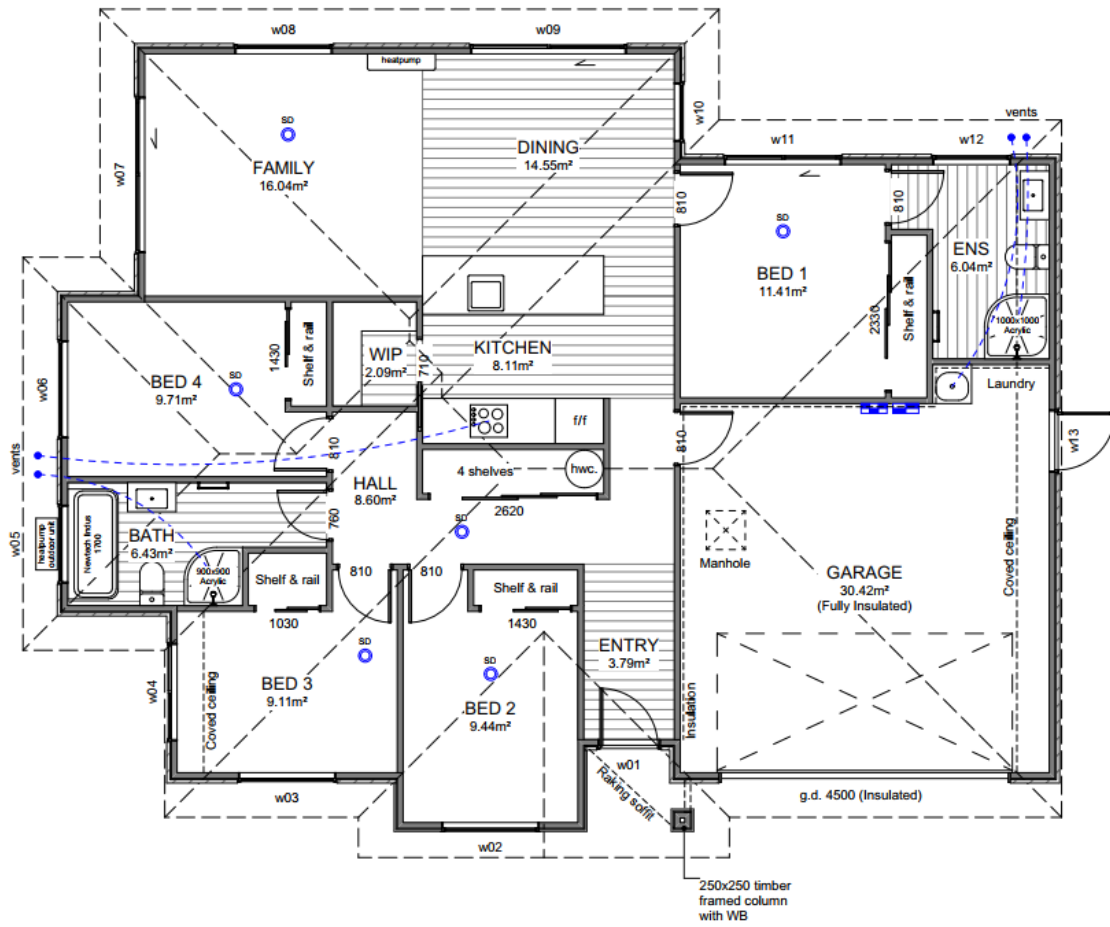 w08
w09
heatpump
w10
vents
SD
FAMILY
16.04m²
DINING
14.55m²
w07
w11
w12
810
SD
810
BED 1
11.41m²
ENS
6.04m²
2330
Shelf & rail
1000x1000
Acrylic
Laundry
w06
BED 4
9.71m²
SD
1430
Shelf & rail
WIP
2.09m²
710
KITCHEN
8.11m²
f/f
810
w13
vents
810
HALL
8.60m²
4 shelves
hwc.
2620
SD
w05
heatpump
outdoor unit
Newtech Indus
1700
BATH
6.43m²
760
900x900
Acrylic
Manhole
Coved ceiling
GARAGE
30.42m²
(Fully Insulated)
Shelf & rail
1030
810
810
Shelf & rail
1430
SD
SD
w04
Coved ceiling
BED 3
9.11m²
BED 2
9.44m²
ENTRY
3.79m²
Insulation
w03
w02
w01
Raking soffit
g.d. 4500 (Insulated)
250x250 timber
framed column
with WB